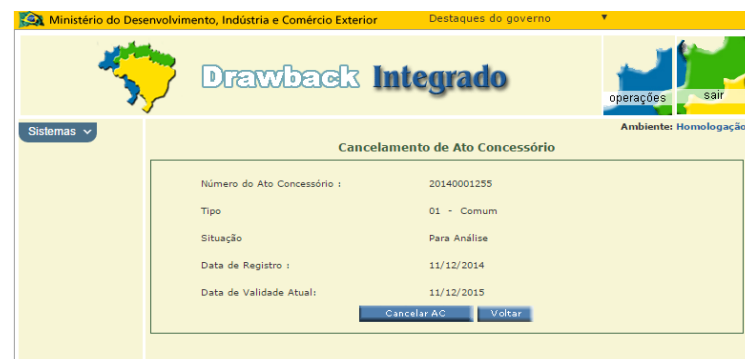 Ministério do Desenvolvimento, Indústria e Comércio Exterior Destaques do governo
Drawback Integrado
operações sair
Sistemas
Ambiente: Homologação
Cancelamento de Ato Concessório
Número do Ato Concessório : 20140001255
Tipo 01 - Comum
Situação Para Análise
Data de Registro : 11/12/2014
Data de Validade Atual: 11/12/2015
Cancelar AC Voltar